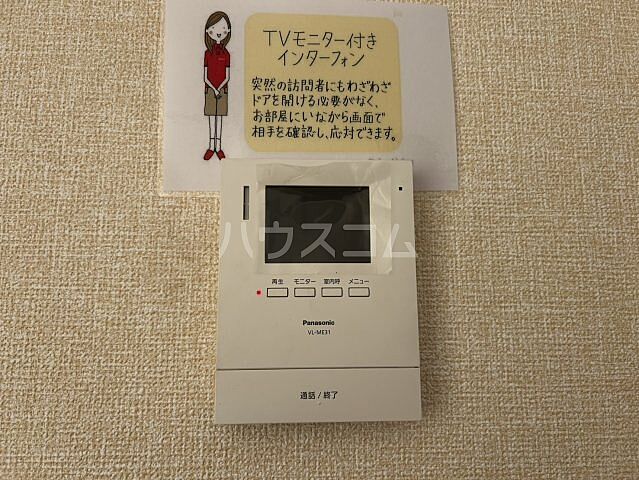 TVモニター付き
インターフォン
突然の訪問者にもわざわざ
ドアを開ける必要がなく、
お部屋にいながら画面で
相手を確認し、応対できます。
ハウスコム
再生 モニター 室内呼 メニュー
Panasonic
VL-ME31
通話/終了